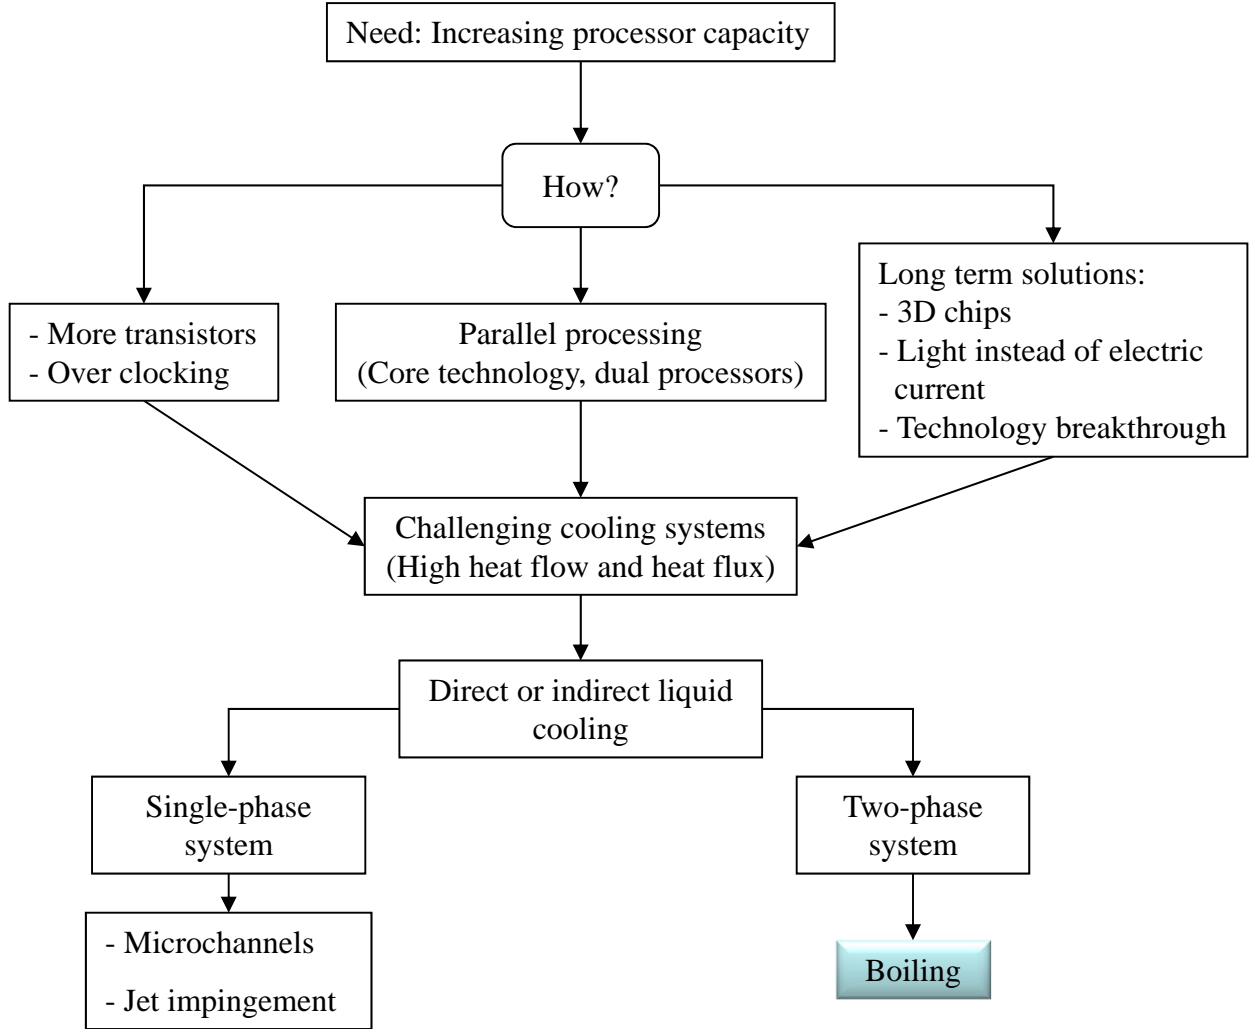 Need: Increasing processor capacity
How?
- More transistors
- Over clocking
Parallel processing
(Core technology, dual processors)
Long term solutions:
- 3D chips
- Light instead of electric
current
- Technology breakthrough
Challenging cooling systems
(High heat flow and heat flux)
Direct or indirect liquid
cooling
Single-phase
system
Two-phase
system
- Microchannels
- Jet impingement
Boiling